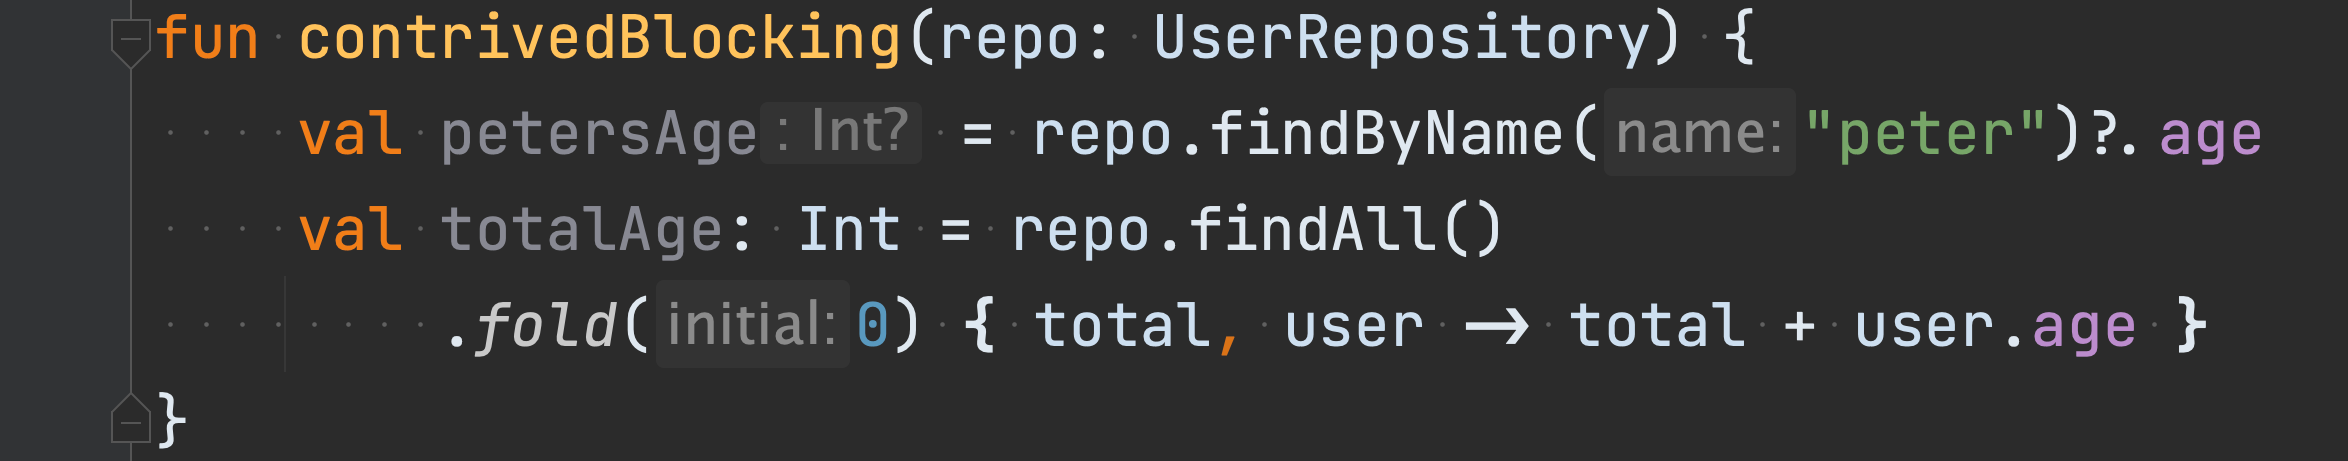 fun contrivedBlocking(repo: UserRepository) {
    val petersAge: Int? = repo.findByName(name: "peter")?.age
    val totalAge: Int = repo.findAll()
        .fold(initial: 0) { total, user -> total + user.age }
}